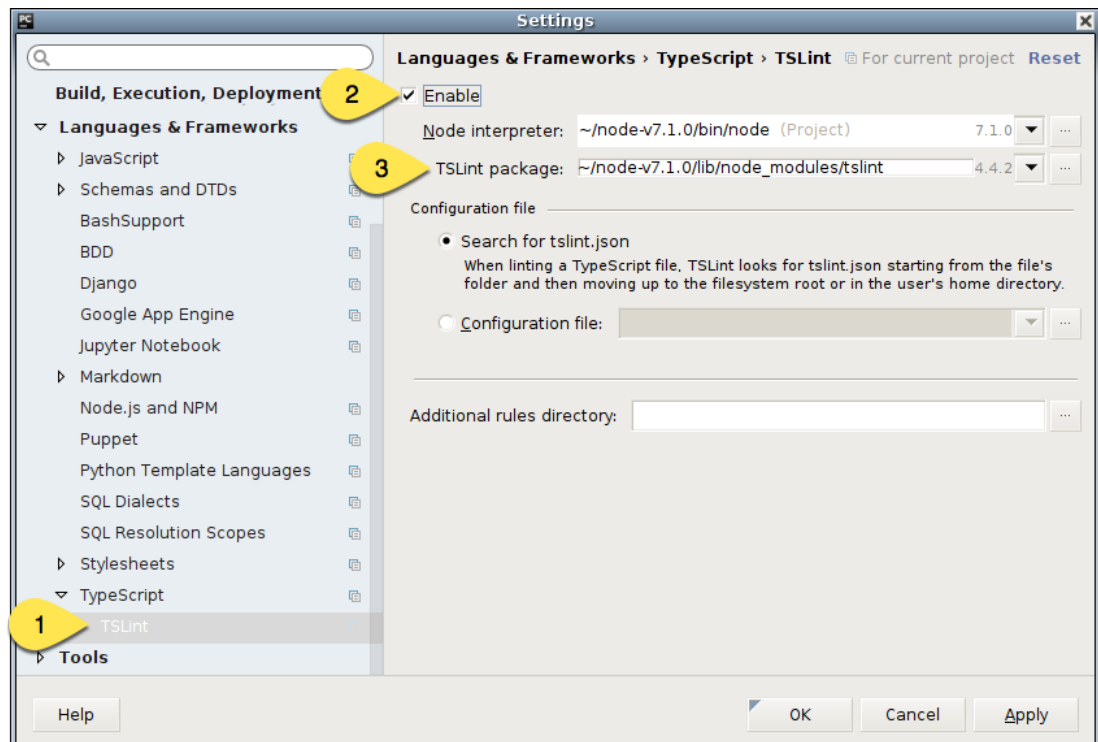 PC
Settings
Languages & Frameworks › TypeScript › TSLint For current project Reset
Build, Execution, Deployment
2
Enable
Languages & Frameworks
Node interpreter: ~/node-v7.1.0/bin/node (Project) 7.1.0 ...
JavaScript
3
TSLint package: ~/node-v7.1.0/lib/node_modules/tslint 4.4.2 ...
Schemas and DTDs
Configuration file
BashSupport
Search for tslint.json
BDD
When linting a TypeScript file, TSLint looks for tslint.json starting from the file's
folder and then moving up to the filesystem root or in the user's home directory.
Django
Google App Engine
Configuration file: ...
Jupyter Notebook
Markdown
Node.js and NPM
Additional rules directory: ...
Puppet
Python Template Languages
SQL Dialects
SQL Resolution Scopes
Stylesheets
TypeScript
1
TSLint
Tools
Help
OK
Cancel
Apply